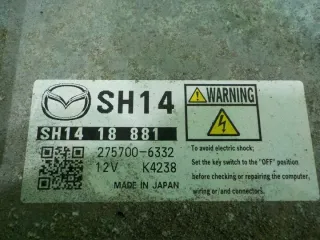 SH14
SH14 18 881
275700-6332
12V K4238
MADE IN JAPAN
WARNING
To avoid electric shock;
Set the key switch to the "OFF" position
before checking or repairing the computer,
wiring or and connectors.